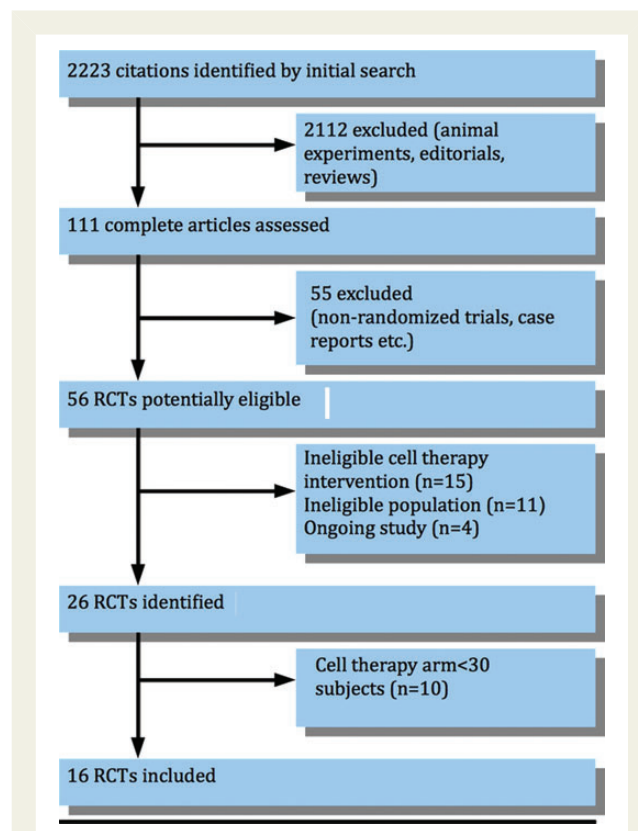 2223 citations identified by initial search
2112 excluded (animal
experiments, editorials,
reviews)
111 complete articles assessed
55 excluded
(non-randomized trials, case
reports etc.)
56 RCTs potentially eligible
Ineligible cell therapy
intervention (n=15)
Ineligible population (n=11)
Ongoing study (n=4)
26 RCTs identified
Cell therapy arm<30
subjects (n=10)
16 RCTs included